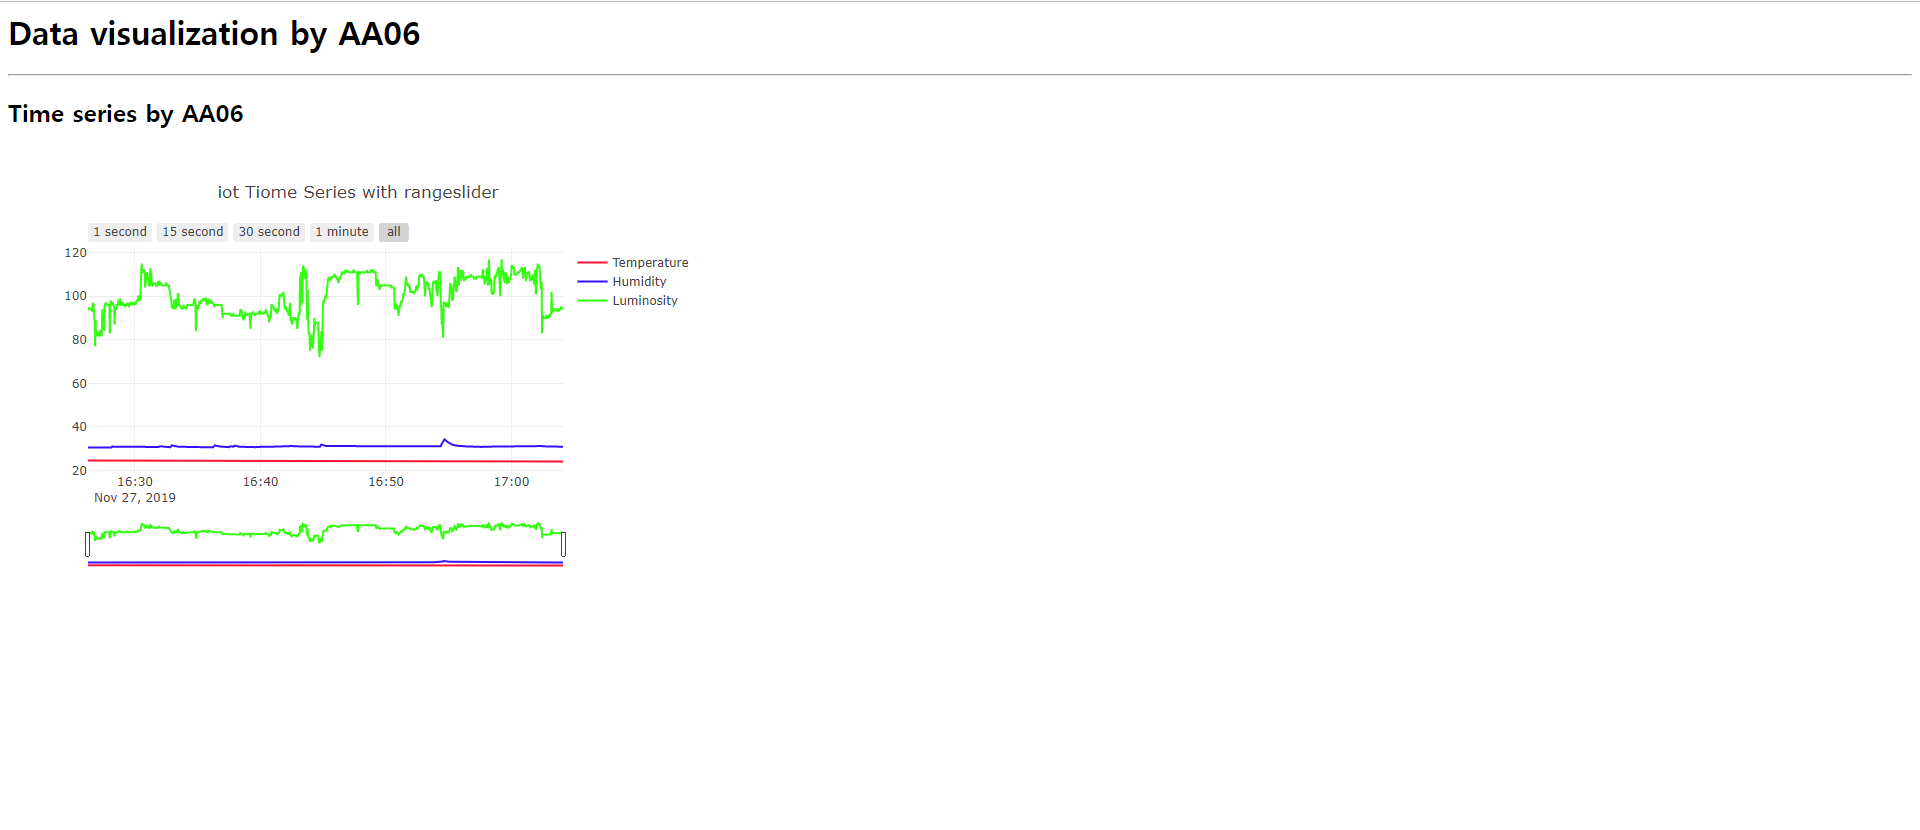 Data visualization by AA06
Time series by AA06
iot Tiome Series with rangeslider
1 second 15 second 30 second 1 minute all
120
100
80
60
40
20
Temperature
Humidity
Luminosity
16:30 16:40 16:50 17:00
Nov 27, 2019